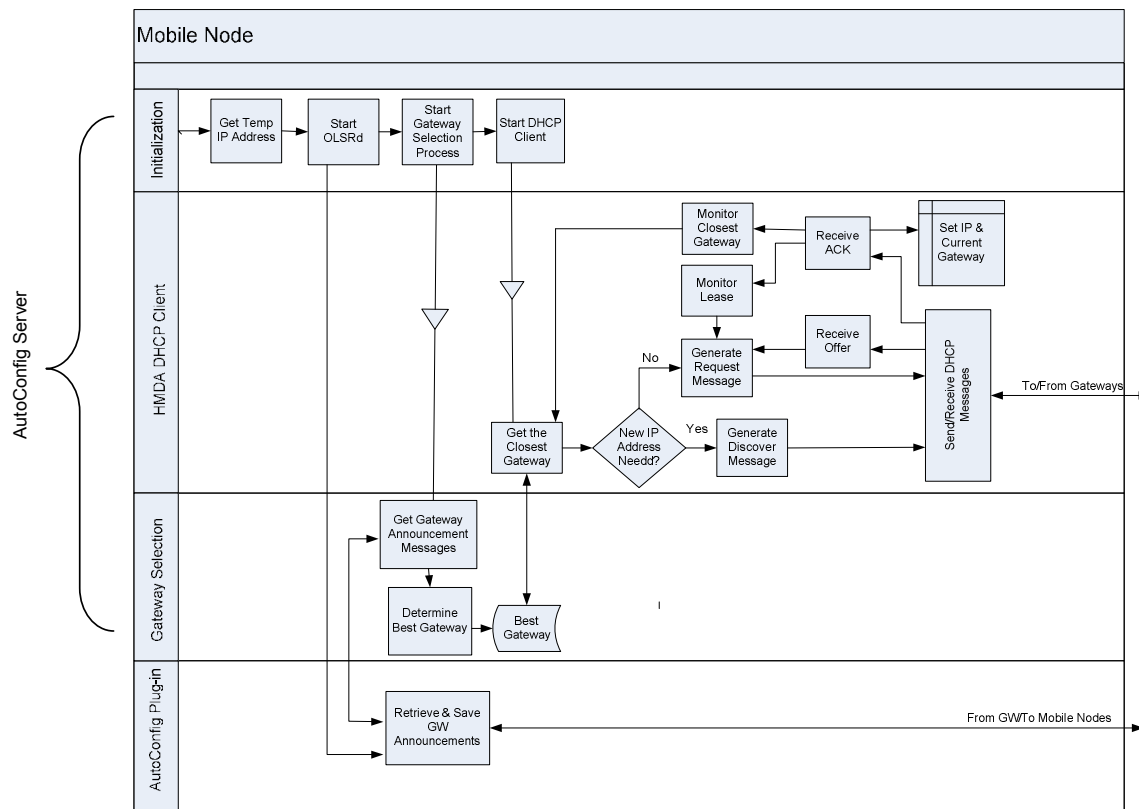 Mobile Node
AutoConfig Server
Initialization
Get Temp
IP Address
Start
OLSRd
Start
Gateway
Selection
Process
Start DHCP
Client
HMDA DHCP Client
Monitor
Closest
Gateway
Receive
ACK
Set IP &
Current
Gateway
Monitor
Lease
Receive
Offer
No
Generate
Request
Message
Send/Receive DHCP
Messages
To/From Gateways
Get the
Closest
Gateway
New IP
Address
Needd?
Yes
Generate
Discover
Message
Gateway Selection
Get Gateway
Announcement
Messages
Determine
Best Gateway
Best
Gateway
AutoConfig Plug-in
Retrieve & Save
GW
Announcements
From GW/To Mobile Nodes